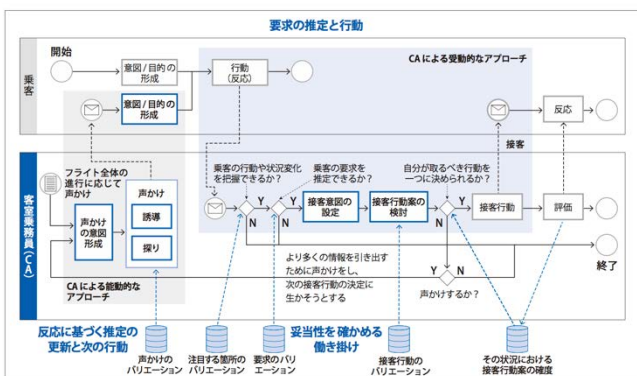 要求の推定と行動
開始
乗客
意図/目的の
形成
意図/目的の
形成
行動
(反応)
CAによる受動的なアプローチ
反応
接客
客室乗務員(CA)
フライト全体の
進行に応じて
声かけ
声かけ
の意図
形成
声かけ
誘導
探り
CAによる能動的な
アプローチ
乗客の行動や状況変化
を把握できるか?
乗客の要求を
推定できるか?
自分が取るべき行動を
一つに決められるか?
Y
N
Y
N
接客意図の
設定
接客行動案の
検討
Y
N
接客行動
評価
より多くの情報を引き出す
ために声かけをし、
次の接客行動の決定に
生かそうとする
Y
N
声かけするか?
終了
反応に基づく推定の
更新と次の行動
妥当性を確かめる
働き掛け
声かけの
バリエーション
注目する箇所の
バリエーション
要求のバリ
エーション
接客行動の
バリエーション
その状況における
接客行動案の確度